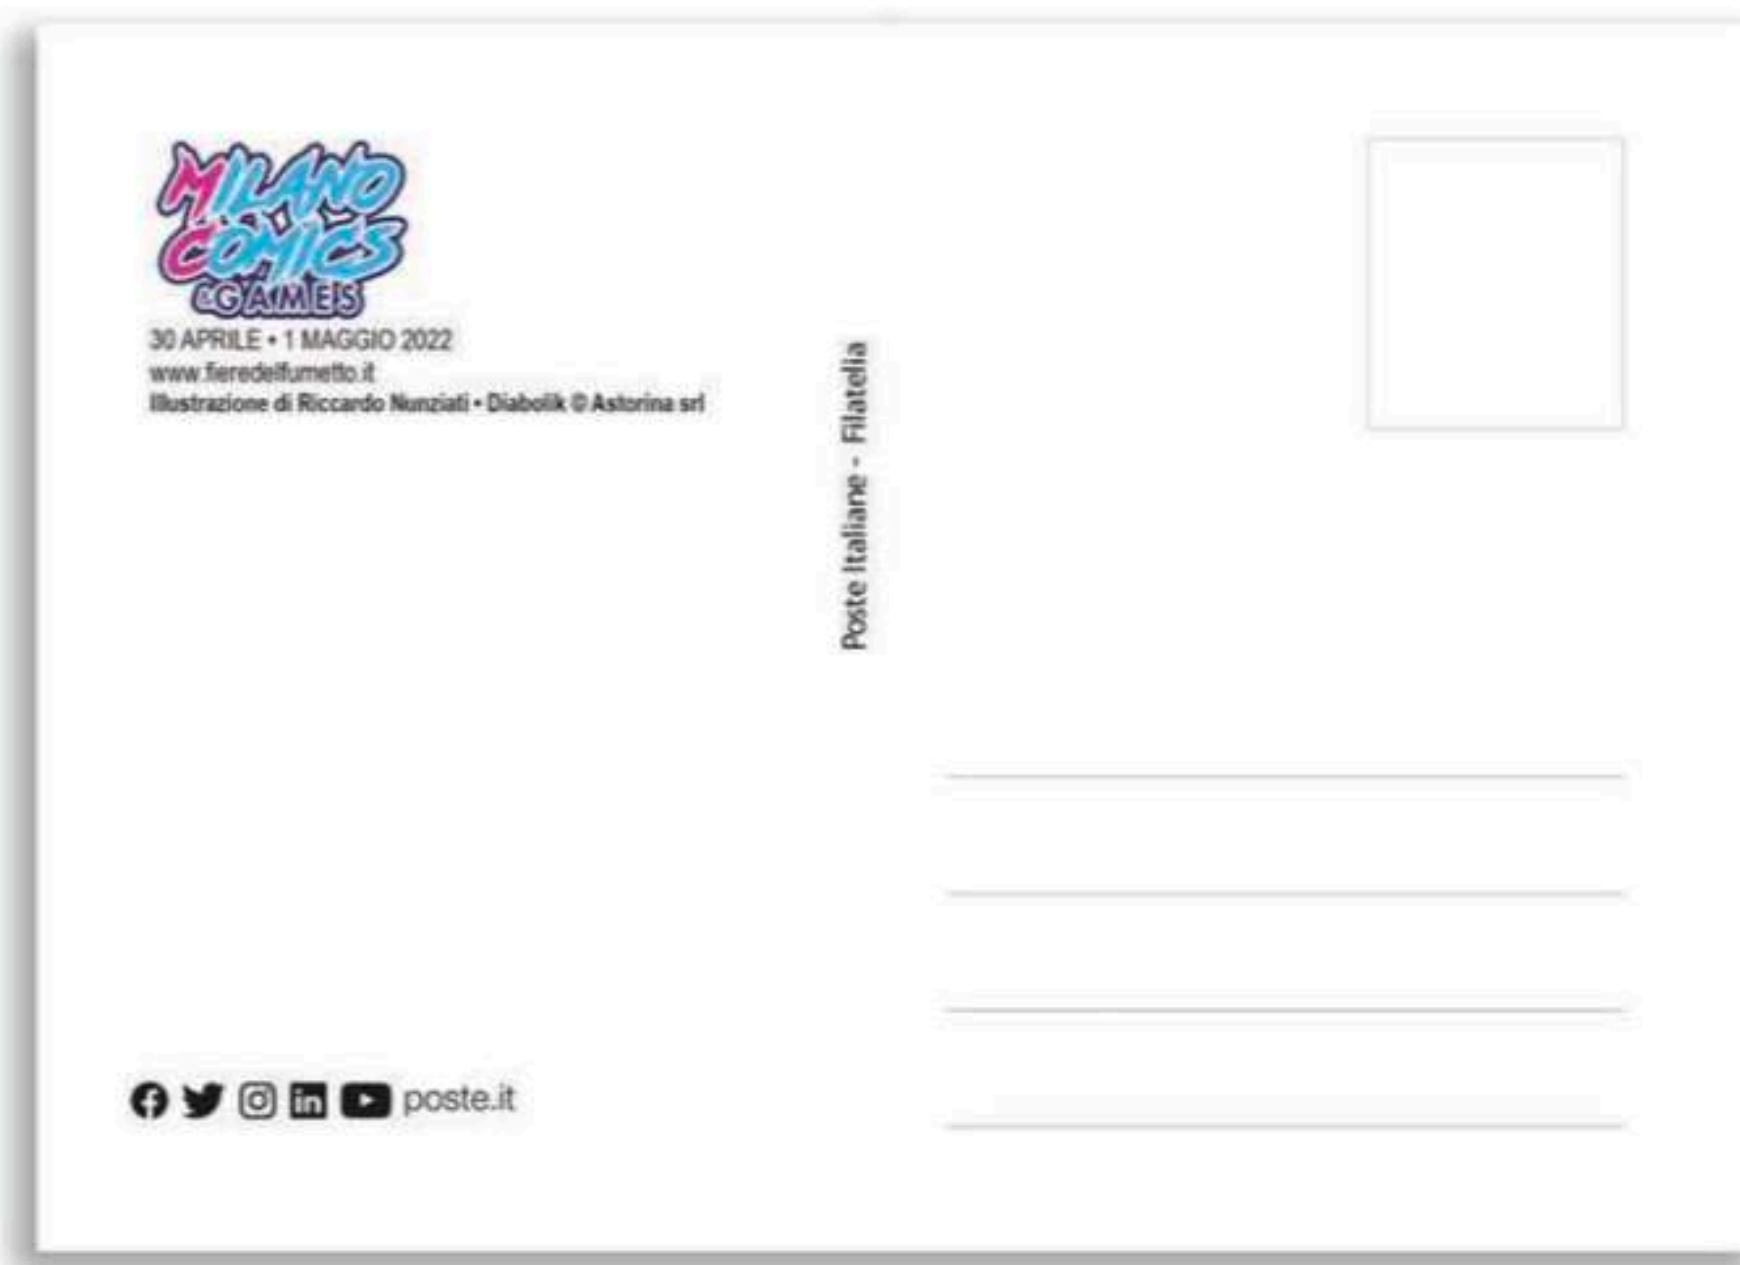 MILANO
COMICS
&GAMES
30 APRILE • 1 MAGGIO 2022
www.fieredelfumetto.it
Illustrazione di Riccardo Nunziati • Diabolik © Astorina srl
Poste Italiane - Filatelia
poste.it